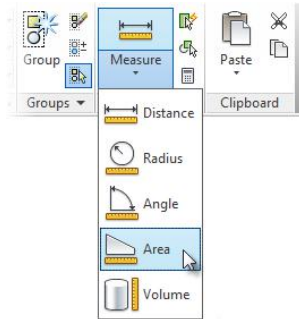 Group
Measure
Paste
Groups
Clipboard
Distance
Radius
Angle
Area
Volume